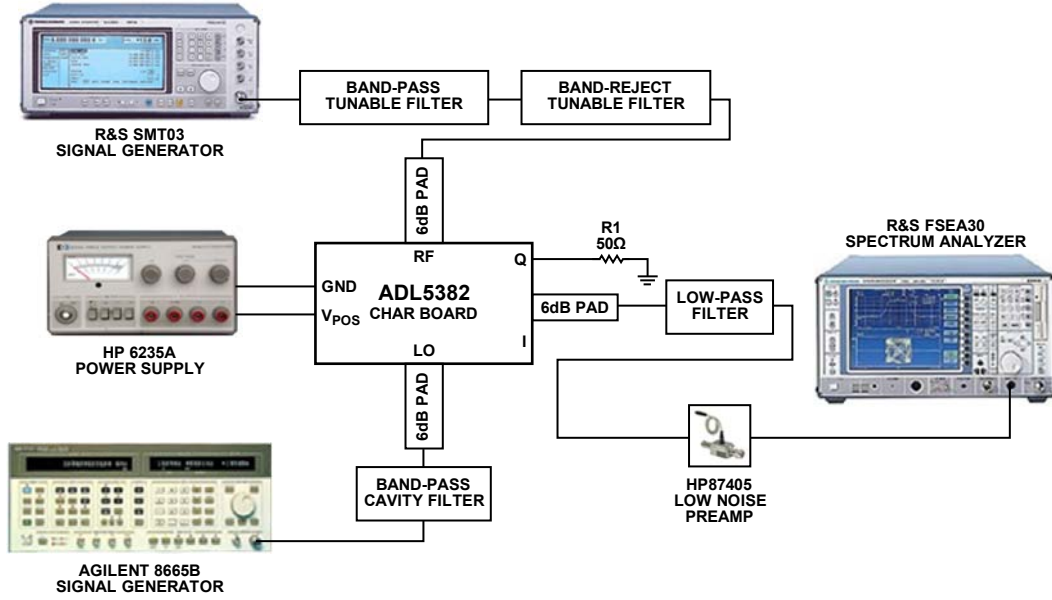 BAND-PASS
TUNABLE FILTER
BAND-REJECT
TUNABLE FILTER
R&S SMT03
SIGNAL GENERATOR
6dB PAD
R1
50Ω
R&S FSEA30
SPECTRUM ANALYZER
RF
Q
GND
ADL5382
CHAR BOARD
VPOS
LO
I
6dB PAD
LOW-PASS
FILTER
HP 6235A
POWER SUPPLY
6dB PAD
BAND-PASS
CAVITY FILTER
HP87405
LOW NOISE
PREAMP
AGILENT 8665B
SIGNAL GENERATOR